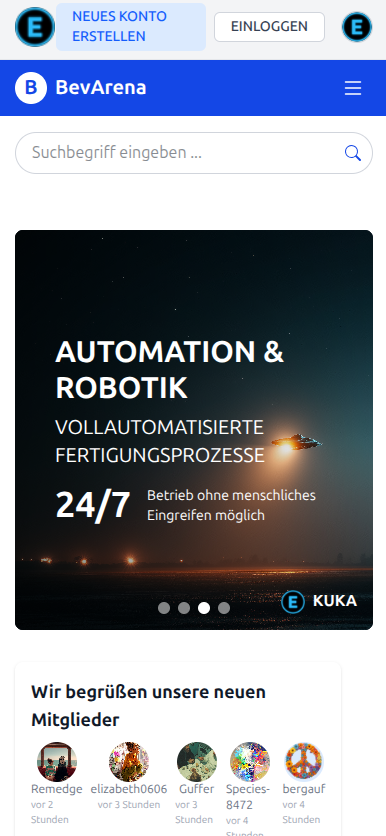 E
NEUES KONTO
ERSTELLEN
EINLOGGEN
E
B
BevArena
Suchbegriff eingeben ...
AUTOMATION &
ROBOTIK
VOLLAUTOMATISIERTE
FERTIGUNGSPROZESSE
24/7
Betrieb ohne menschliches
Eingreifen möglich
E
KUKA
Wir begrüßen unsere neuen
Mitglieder
Remedge
vor 2
Stunden
elizabeth0606
vor 3 Stunden
Guffer
vor 3
Stunden
Species-
8472
vor 4
Stunden
bergauf
vor 4
Stunden